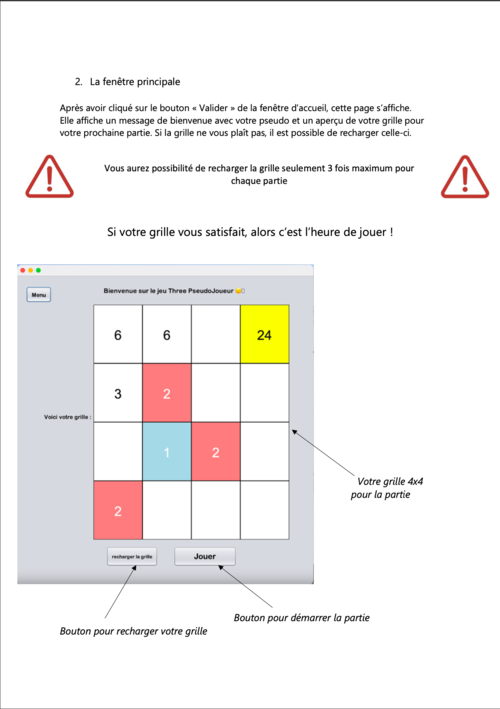 2. La fenêtre principale
Après avoir cliqué sur le bouton « Valider » de la fenêtre d’accueil, cette page s’affiche.
Elle affiche un message de bienvenue avec votre pseudo et un aperçu de votre grille pour
votre prochaine partie. Si la grille ne vous plaît pas, il est possible de recharger celle-ci.
Vous aurez possibilité de recharger la grille seulement 3 fois maximum pour
chaque partie
Si votre grille vous satisfait, alors c’est l’heure de jouer !
Menu
Bienvenue sur le jeu Three PseudoJoueur
6 6 24
3 2
Voici votre grille :
1 2
2
Votre grille 4x4
pour la partie
recharger la grille
Jouer
Bouton pour démarrer la partie
Bouton pour recharger votre grille